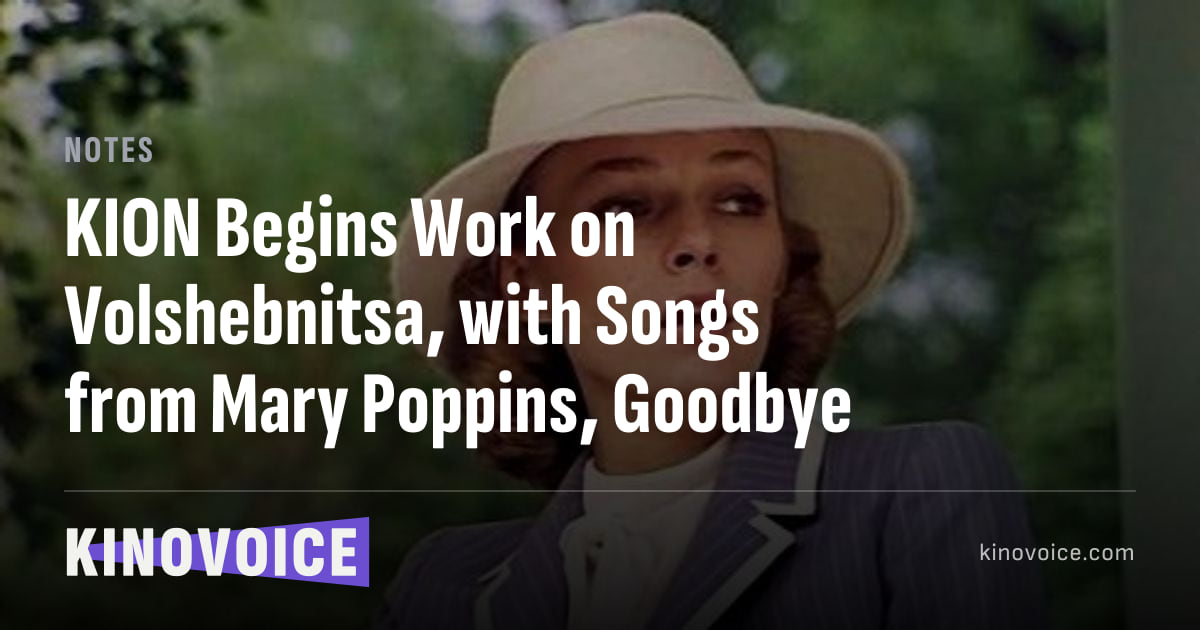 NOTES
KION Begins Work on
Volshebnitsa, with Songs
from Mary Poppins, Goodbye
KINOVOICE
kinovoice.com